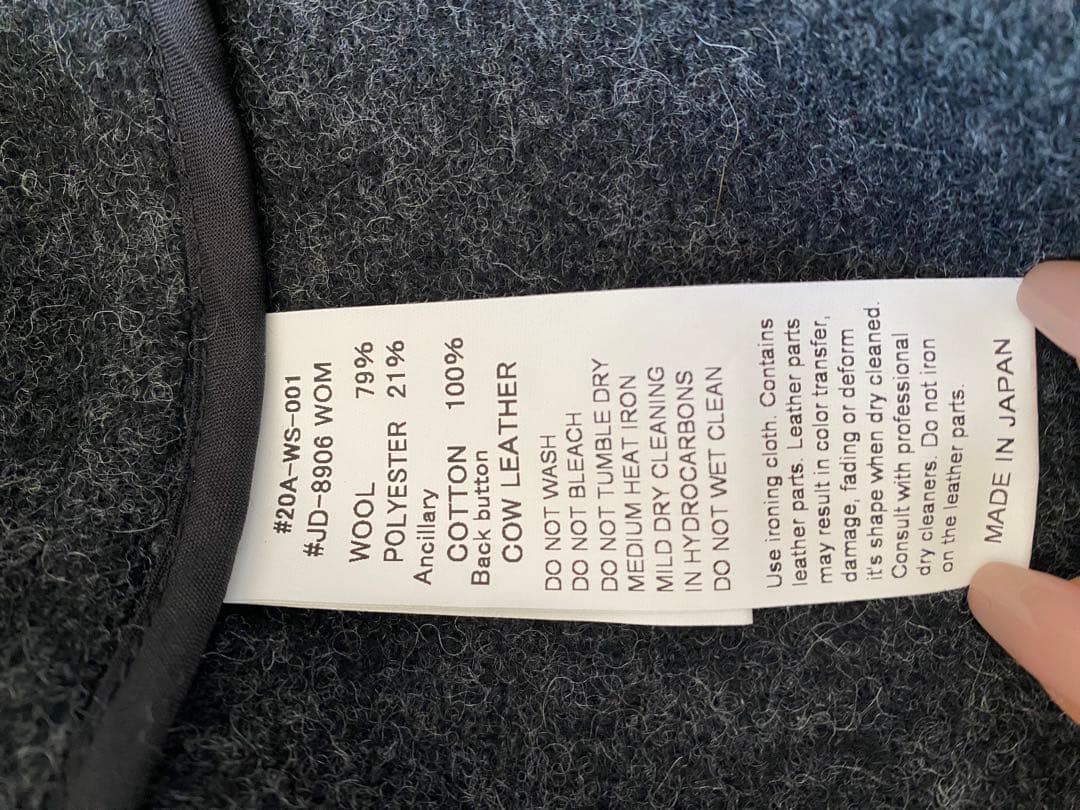 #20A-WS-001
#JD-8906 WOM
WOOL 79%
POLYESTER 21%
Ancillary
COTTON 100%
Back button
COW LEATHER
DO NOT WASH
DO NOT BLEACH
DO NOT TUMBLE DRY
MEDIUM HEAT IRON
MILD DRY CLEANING
IN HYDROCARBONS
DO NOT WET CLEAN
Use ironing cloth. Contains
leather parts. Leather parts
may result in color transfer,
damage, fading or deform
it's shape when dry cleaned.
Consult with professional
dry cleaners. Do not iron
on the leather parts.
MADE IN JAPAN